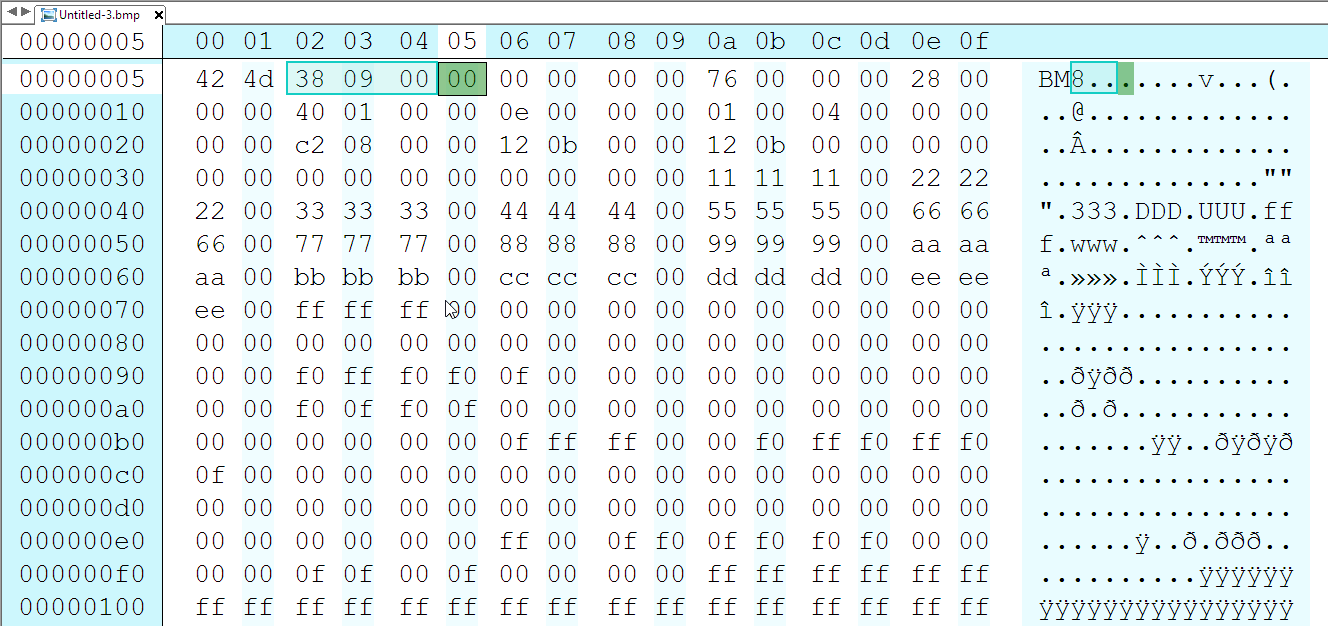 Untitled-3.bmp
00000005 00 01 02 03 04 05 06 07 08 09 0a 0b 0c 0d 0e 0f
00000005 42 4d 38 09 00 00 00 00 00 00 76 00 00 00 28 00 BM8.......v...(.
00000010 00 00 40 01 00 00 0e 00 00 00 01 00 04 00 00 00 ..@.............
00000020 00 00 c2 08 00 00 12 0b 00 00 12 0b 00 00 00 00 ..Â.............
00000030 00 00 00 00 00 00 00 00 00 00 11 11 11 00 22 22 ..............""
00000040 22 00 33 33 33 00 44 44 44 00 55 55 55 00 66 66 ".333.DDD.UUU.ff
00000050 66 00 77 77 77 00 88 88 88 00 99 99 99 00 aa aa f.www.ˆˆˆ.™™™.ªª
00000060 aa 00 bb bb bb 00 cc cc cc 00 dd dd dd 00 ee ee ª.»»».ÌÌÌ.ÝÝÝ.îî
00000070 ee 00 ff ff ff 00 00 00 00 00 00 00 00 00 00 00 î.ÿÿÿ...........
00000080 00 00 00 00 00 00 00 00 00 00 00 00 00 00 00 00 ................
00000090 00 00 f0 ff f0 f0 0f 00 00 00 00 00 00 00 00 00 ..ðÿðð..........
000000a0 00 00 f0 0f f0 0f 00 00 00 00 00 00 00 00 00 00 ..ð.ð...........
000000b0 00 00 00 00 00 00 0f ff ff 00 00 f0 ff f0 ff f0 .......ÿÿ..ðÿðÿð
000000c0 0f 00 00 00 00 00 00 00 00 00 00 00 00 00 00 00 ................
000000d0 00 00 00 00 00 00 00 00 00 00 00 00 00 00 00 00 ................
000000e0 00 00 00 00 00 00 ff 00 0f f0 0f f0 f0 f0 00 00 ......ÿ..ð.ððð..
000000f0 00 00 0f 0f 00 0f 00 00 00 00 ff ff ff ff ff ff ..........ÿÿÿÿÿÿ
00000100 ff ff ff ff ff ff ff ff ff ff ff ff ff ff ff ff ÿÿÿÿÿÿÿÿÿÿÿÿÿÿÿÿ